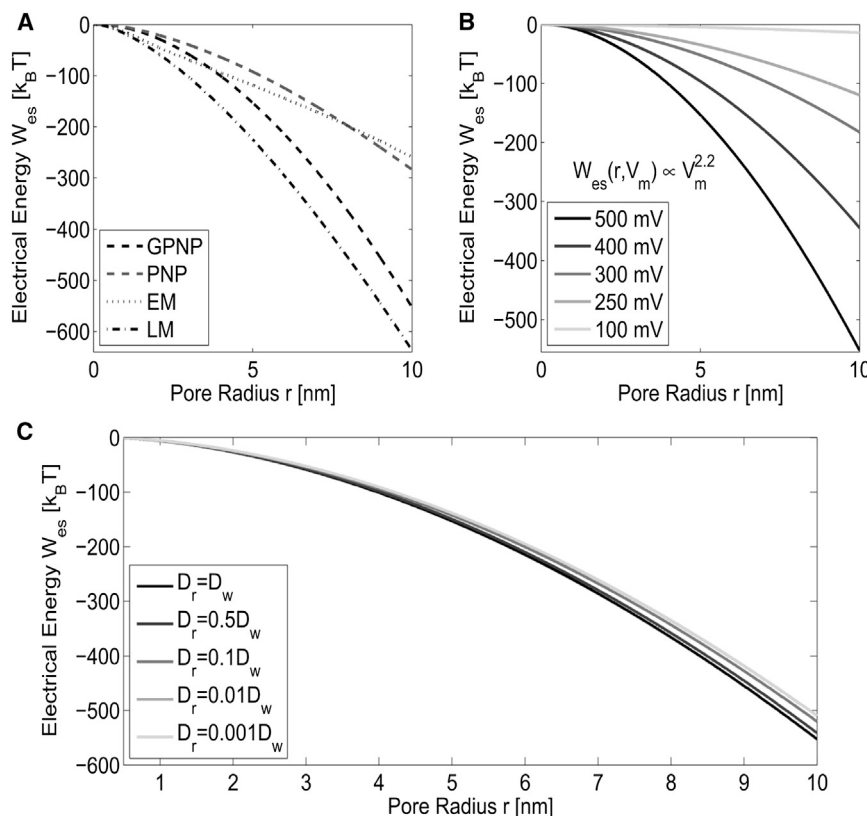 A
0
−100
−200
−300
−400
−500
−600
Electrical Energy W_es [k_BT]
GPNP
PNP
EM
LM
0
5
10
Pore Radius r [nm]
B
0
−100
−200
−300
−400
−500
Electrical Energy W_es [k_BT]
W_es(r,V_m) ∝ V_m^2.2
500 mV
400 mV
300 mV
250 mV
100 mV
0
5
10
Pore Radius r [nm]
C
0
−100
−200
−300
−400
−500
−600
Electrical Energy W_es [k_BT]
D_r=D_w
D_r=0.5D_w
D_r=0.1D_w
D_r=0.01D_w
D_r=0.001D_w
1
2
3
4
5
6
7
8
9
10
Pore Radius r [nm]